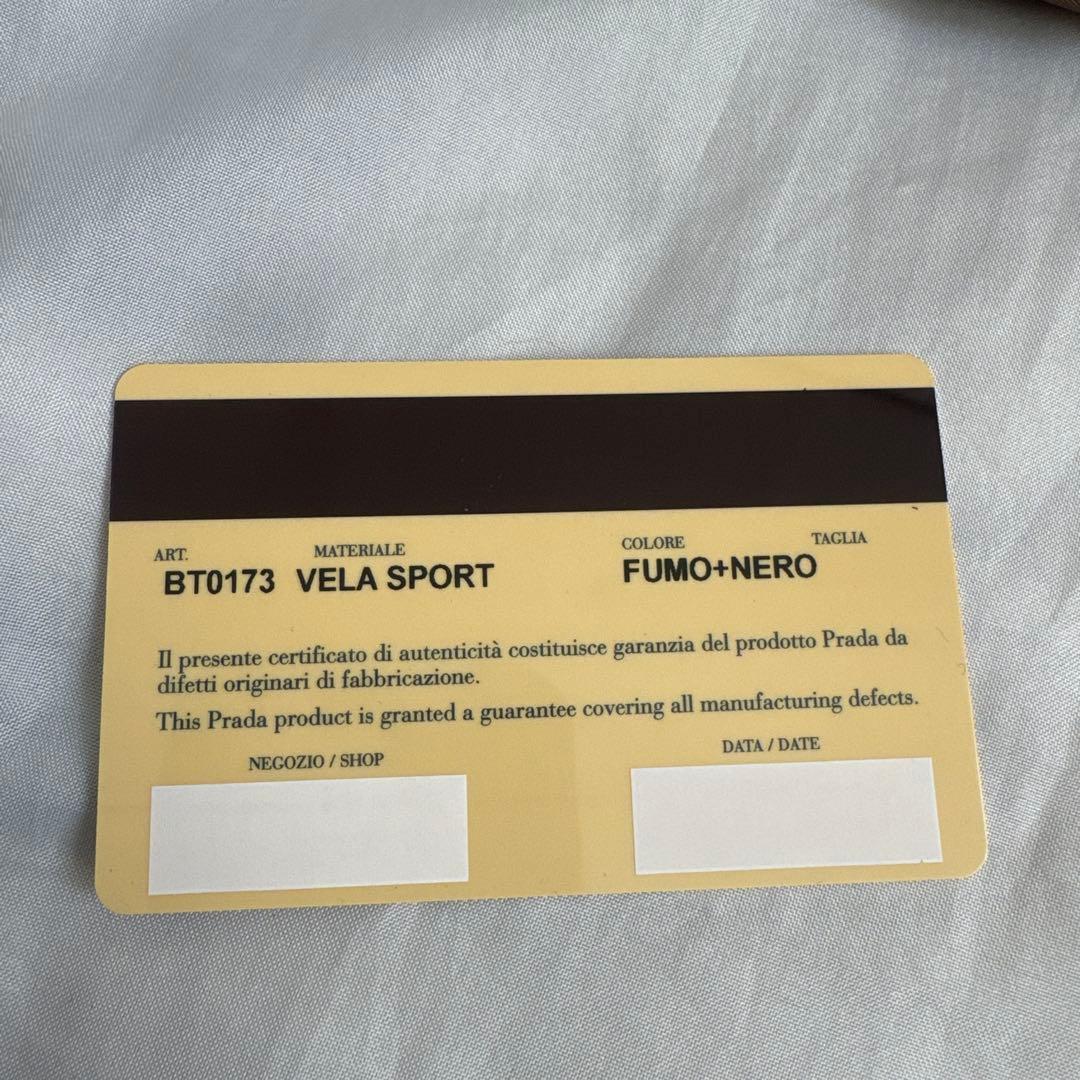 ART. MATERIALE COLORE TAGLIA
BT0173 VELA SPORT FUMO+NERO
Il presente certificato di autenticità costituisce garanzia del prodotto Prada da
difetti originari di fabbricazione.
This Prada product is granted a guarantee covering all manufacturing defects.
NEGOZIO / SHOP DATA / DATE